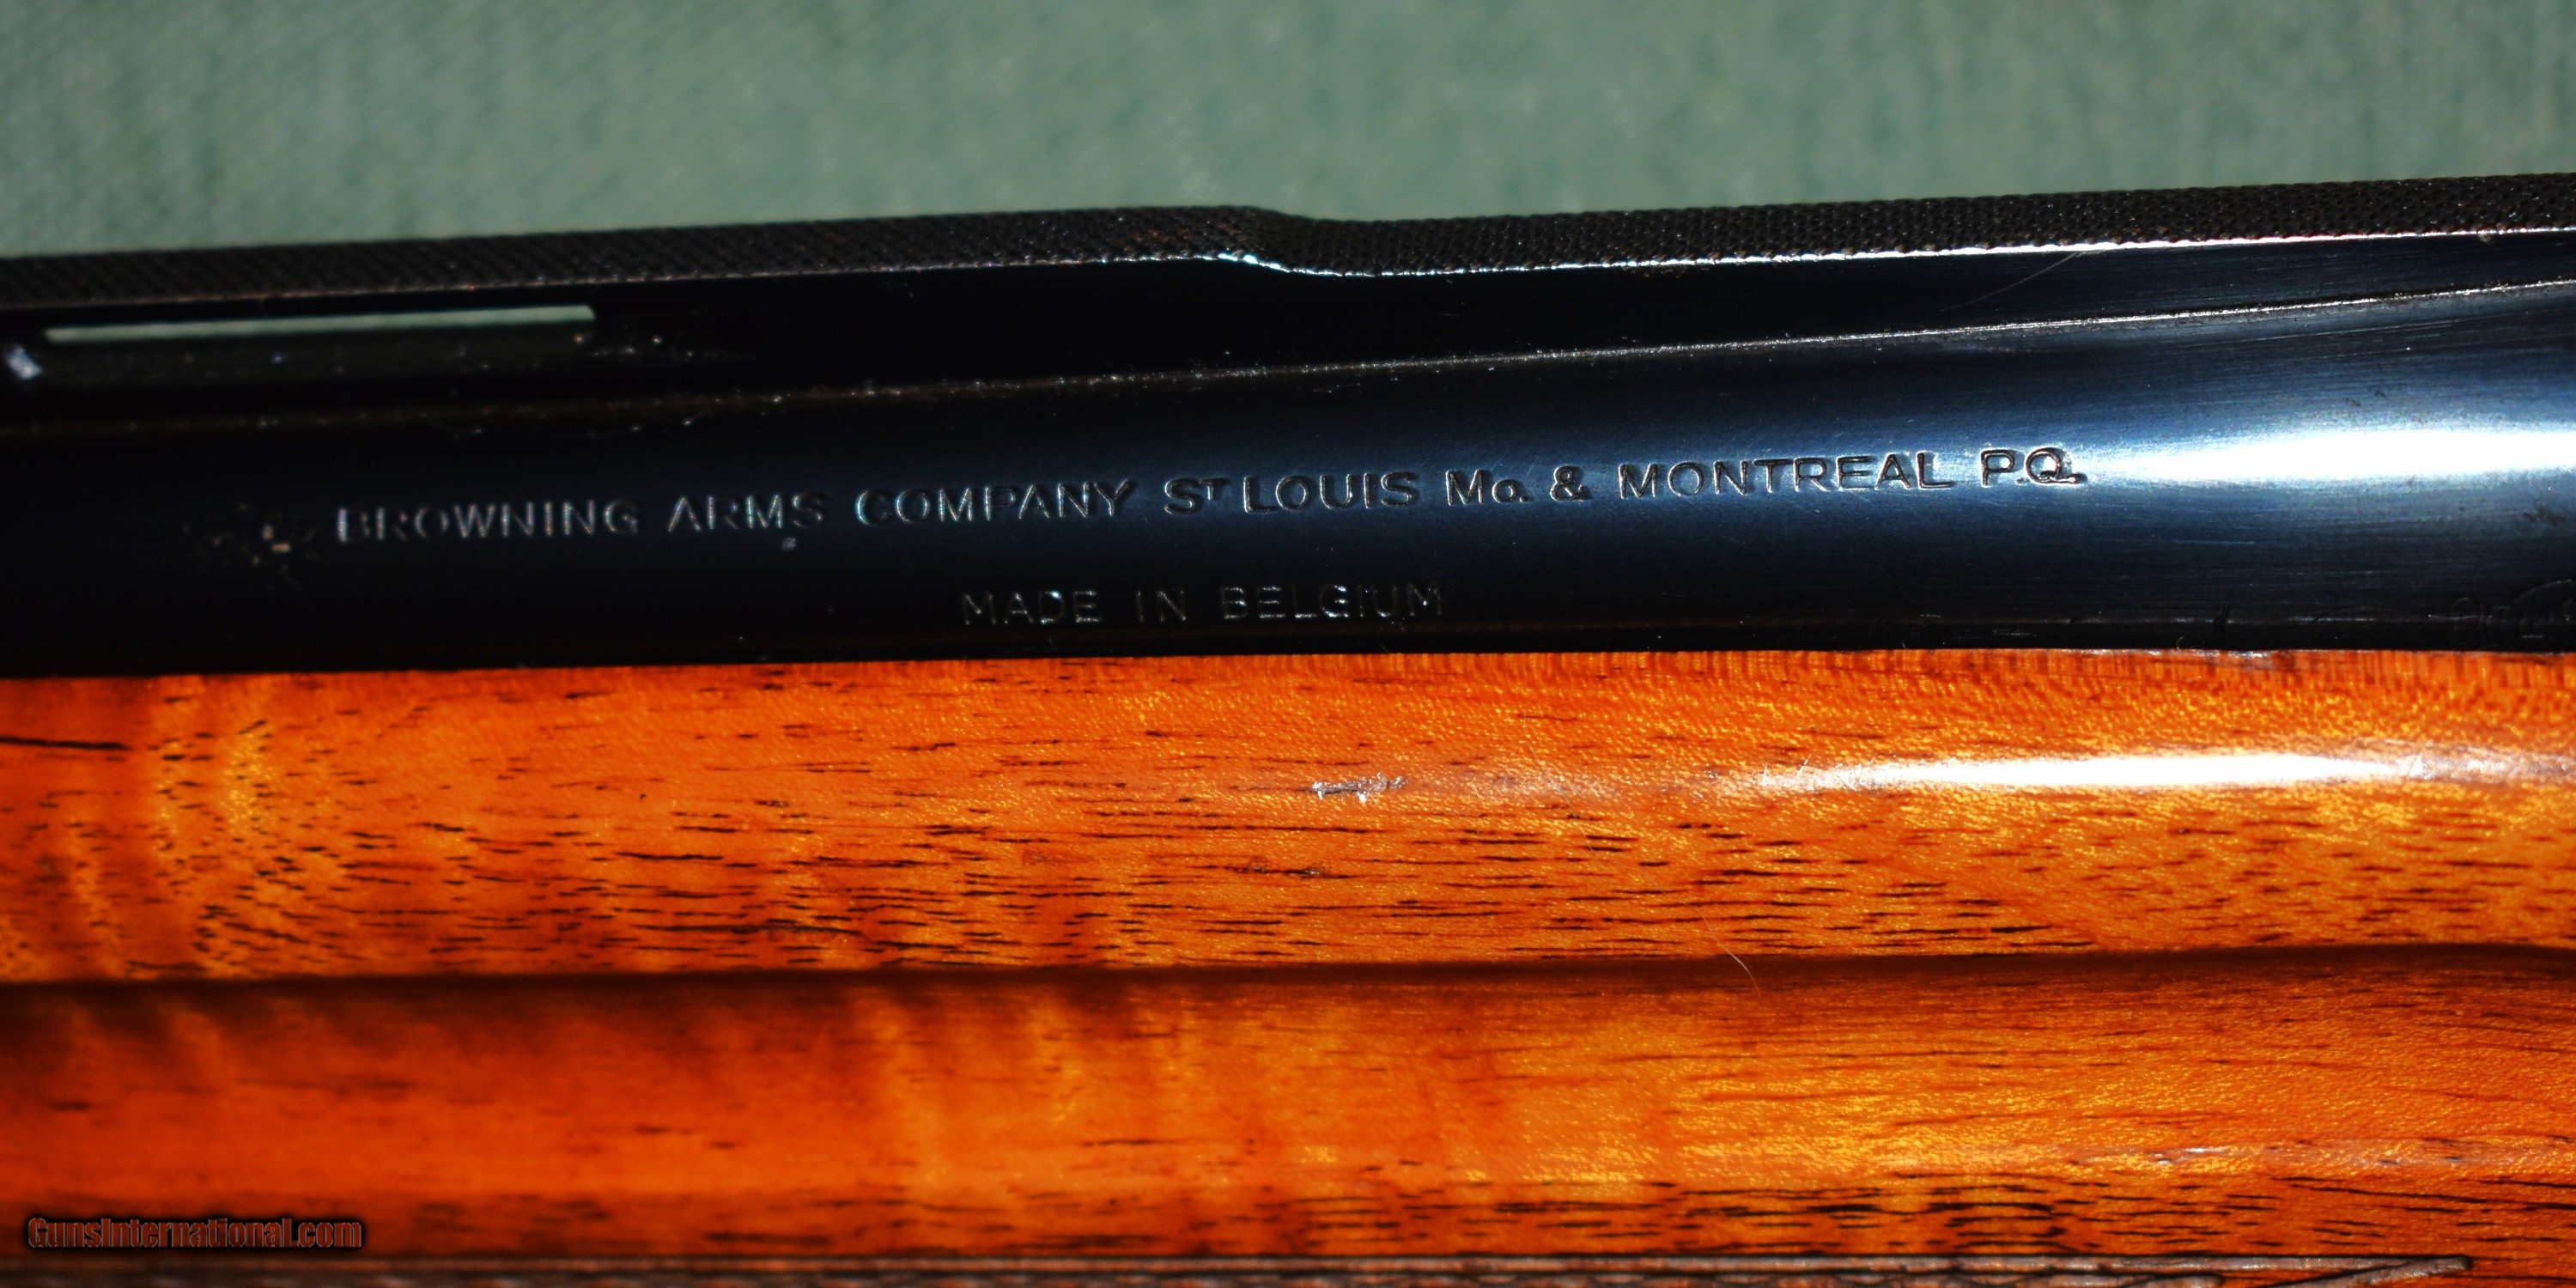 BROWNING ARMS COMPANY ST LOUIS Mo. & MONTREAL P.Q.
MADE IN BELGIUM
GunsInternational.com